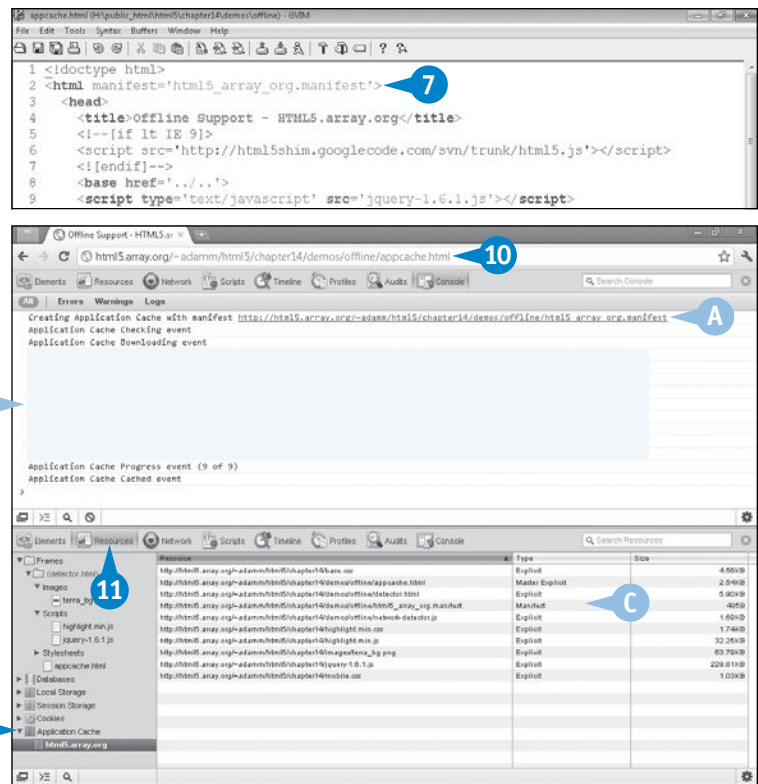 appcache.html (H:\public_html\html5\chapter14\demos\offline) - GVIM
File Edit Tools Syntax Buffers Window Help
1 <!doctype html>
2 <html manifest='html5_array_org.manifest'>
7
3 <head>
4 <title>Offline Support - HTML5.array.org</title>
5 <!--[if lt IE 9]>
6 <script src='http://html5shim.googlecode.com/svn/trunk/html5.js'></script>
7 <![endif]-->
8 <base href='../..'>
9 <script type='text/javascript' src='jquery-1.6.1.js'></script>
Offline Support - HTML5.ar
html5.array.org/~adamm/html5/chapter14/demos/offline/appcache.html
10
Elements Resources Network Scripts Timeline Profiles Audits Console Search Console
All Errors Warnings Logs
Creating Application Cache with manifest http://html5.array.org/~adamm/html5/chapter14/demos/offline/html5_array_org.manifest
A
Application Cache Checking event
Application Cache Downloading event
Application Cache Progress event (9 of 9)
Application Cache Cached event
>
Elements Resources Network Scripts Timeline Profiles Audits Console Search Resources
11
Frames
(detector.html)
Images
terra_bg
Scripts
highlight.min.js
jquery-1.6.1.js
Stylesheets
appcache.html
Databases
Local Storage
Session Storage
Cookies
Application Cache
html5.array.org
Resource Type Size
http://html5.array.org/~adamm/html5/chapter14/base.css Explicit 4.66KB
http://html5.array.org/~adamm/html5/chapter14/demos/offline/appcache.html Master Explicit 2.64KB
http://html5.array.org/~adamm/html5/chapter14/demos/offline/detector.html Explicit 5.90KB
http://html5.array.org/~adamm/html5/chapter14/demos/offline/html5_array_org.manifest Manifest 405B
http://html5.array.org/~adamm/html5/chapter14/demos/offline/network-detector.js Explicit 1.69KB
http://html5.array.org/~adamm/html5/chapter14/highlight.min.css Explicit 1.74KB
http://html5.array.org/~adamm/html5/chapter14/highlight.min.js Explicit 32.25KB
http://html5.array.org/~adamm/html5/chapter14/images/terra_bg.png Explicit 63.79KB
http://html5.array.org/~adamm/html5/chapter14/jquery-1.6.1.js Explicit 229.81KB
http://html5.array.org/~adamm/html5/chapter14/mobile.css Explicit 1.03KB
C